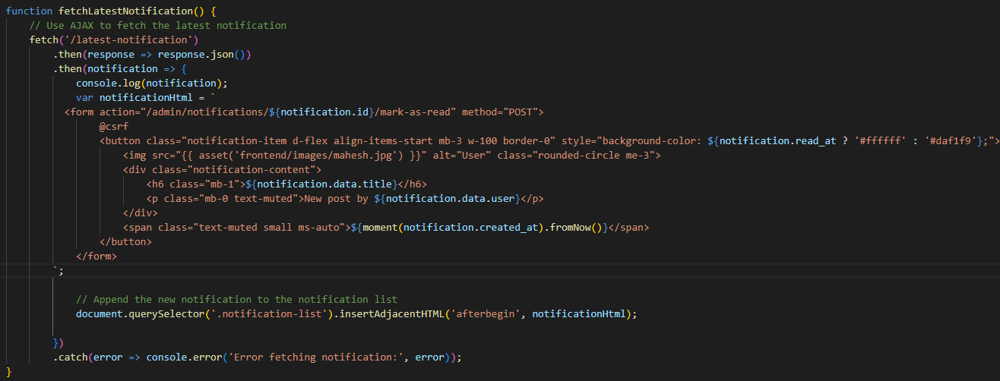 function fetchLatestNotification() {
    // Use AJAX to fetch the latest notification
    fetch('/latest-notification')
        .then(response => response.json())
        .then(notification => {
            console.log(notification);
            var notificationHtml = `
          <form action="/admin/notifications/${notification.id}/mark-as-read" method="POST">
                @csrf
                <button class="notification-item d-flex align-items-start mb-3 w-100 border-0" style="background-color: ${notification.read_at ? '#ffffff' : '#daf1f9'};">
                    <img src="{{ asset('frontend/images/mahesh.jpg') }}" alt="User" class="rounded-circle me-3">
                    <div class="notification-content">
                        <h6 class="mb-1">${notification.data.title}</h6>
                        <p class="mb-0 text-muted">New post by ${notification.data.user}</p>
                    </div>
                    <span class="text-muted small ms-auto">${moment(notification.created_at).fromNow()}</span>
                </button>
            </form>
        `;
            // Append the new notification to the notification list
            document.querySelector('.notification-list').insertAdjacentHTML('afterbegin', notificationHtml);
        })
        .catch(error => console.error('Error fetching notification:', error));
}